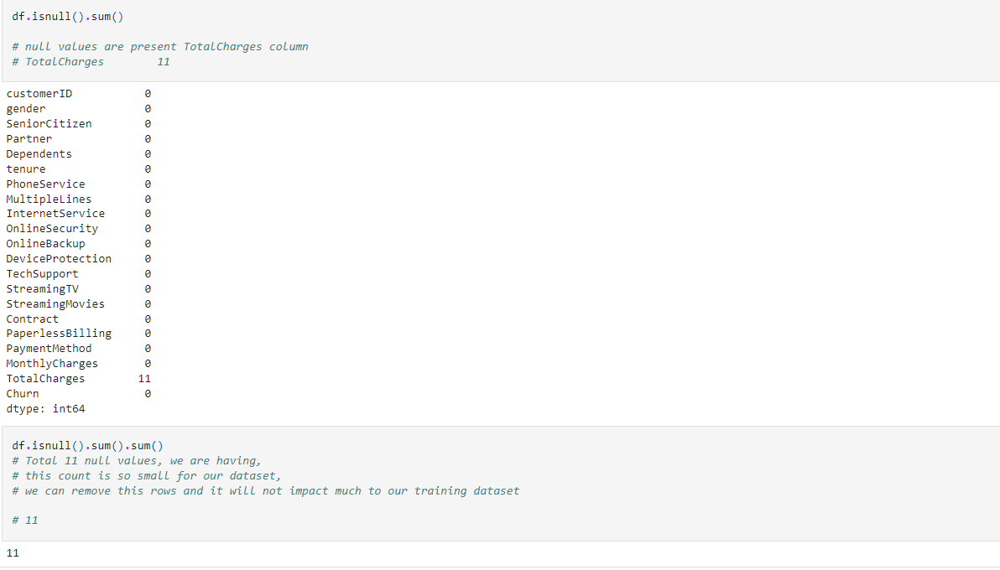 df.isnull().sum()
# null values are present TotalCharges column
# TotalCharges        11
customerID           0
gender               0
SeniorCitizen        0
Partner              0
Dependents           0
tenure               0
PhoneService         0
MultipleLines        0
InternetService      0
OnlineSecurity       0
OnlineBackup         0
DeviceProtection     0
TechSupport          0
StreamingTV          0
StreamingMovies      0
Contract             0
PaperlessBilling     0
PaymentMethod        0
MonthlyCharges       0
TotalCharges        11
Churn                0
dtype: int64
df.isnull().sum().sum()
# Total 11 null values, we are having,
# this count is so small for our dataset,
# we can remove this rows and it will not impact much to our training dataset
# 11
11